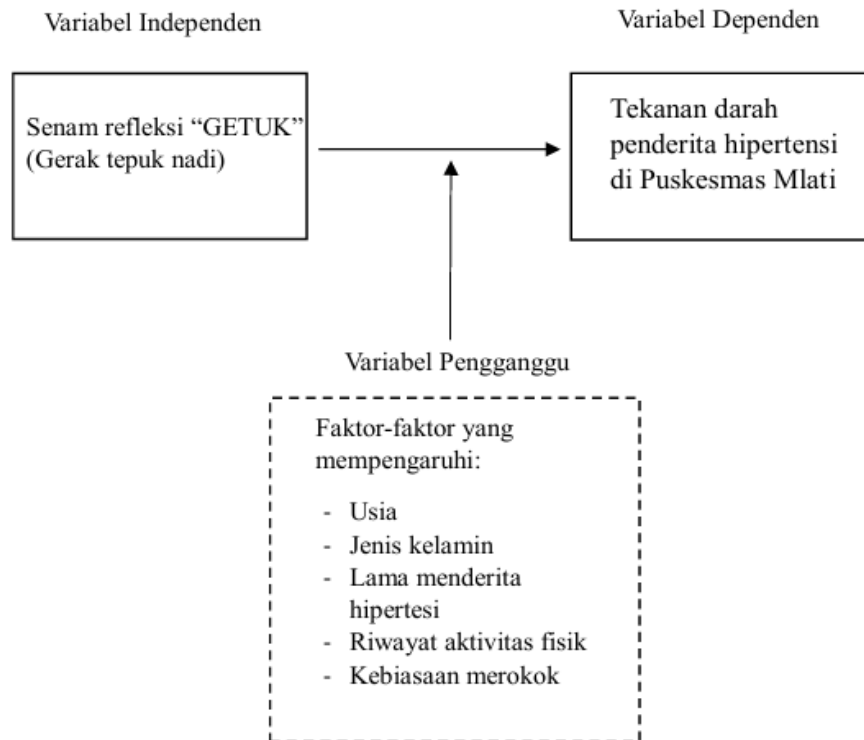 Variabel Independen
Variabel Dependen
Senam refleksi “GETUK”
(Gerak tepuk nadi)
Tekanan darah
penderita hipertensi
di Puskesmas Mlati
Variabel Pengganggu
Faktor-faktor yang
mempengaruhi:
- Usia
- Jenis kelamin
- Lama menderita
hipertesi
- Riwayat aktivitas fisik
- Kebiasaan merokok